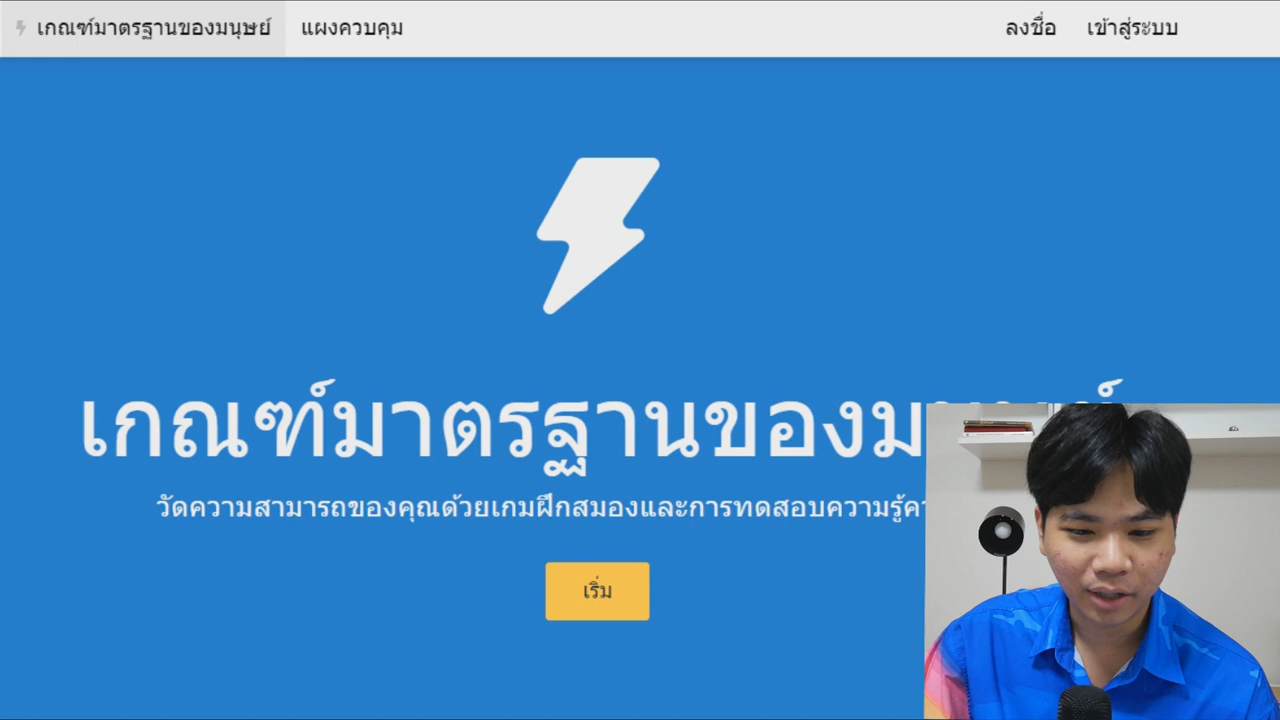 เกณฑ์มาตรฐานของมนุษย์ แผงควบคุม ลงชื่อ เข้าสู่ระบบ
เกณฑ์มาตรฐานของ
วัดความสามารถของคุณด้วยเกมฝึกสมองและการทดสอบความรู้
เริ่ม